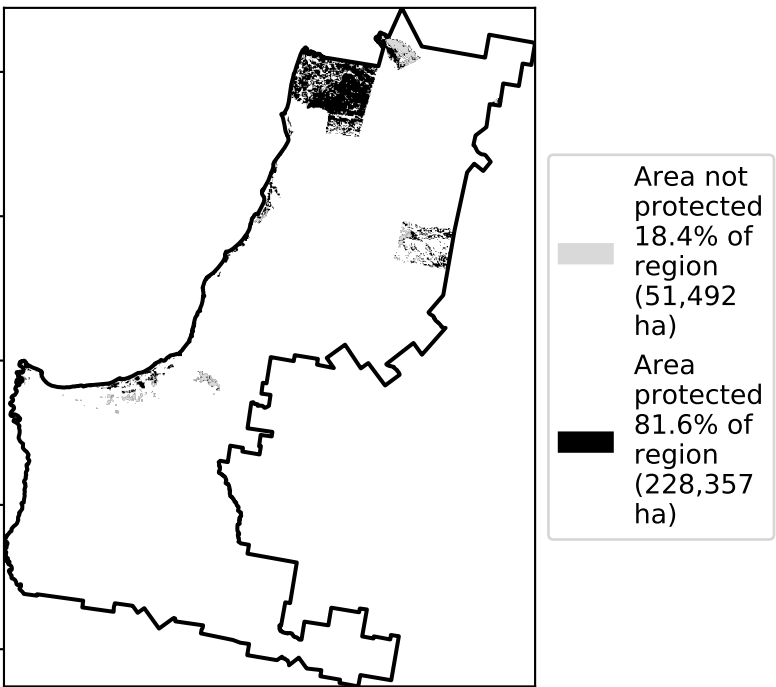 Area not
protected
18.4% of
region
(51,492
ha)
Area
protected
81.6% of
region
(228,357
ha)